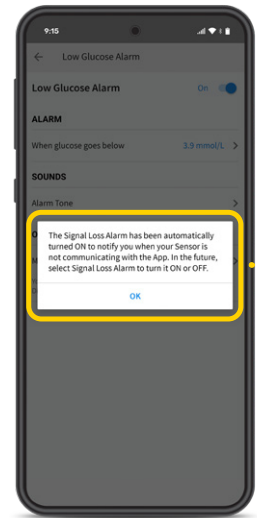 9:15
Low Glucose Alarm
Low Glucose Alarm On
ALARM
When glucose goes below 3.9 mmol/L
SOUNDS
Alarm Tone
O
The Signal Loss Alarm has been automatically
turned ON to notify you when your Sensor is
not communicating with the App. In the future,
select Signal Loss Alarm to turn it ON or OFF.
M
OK